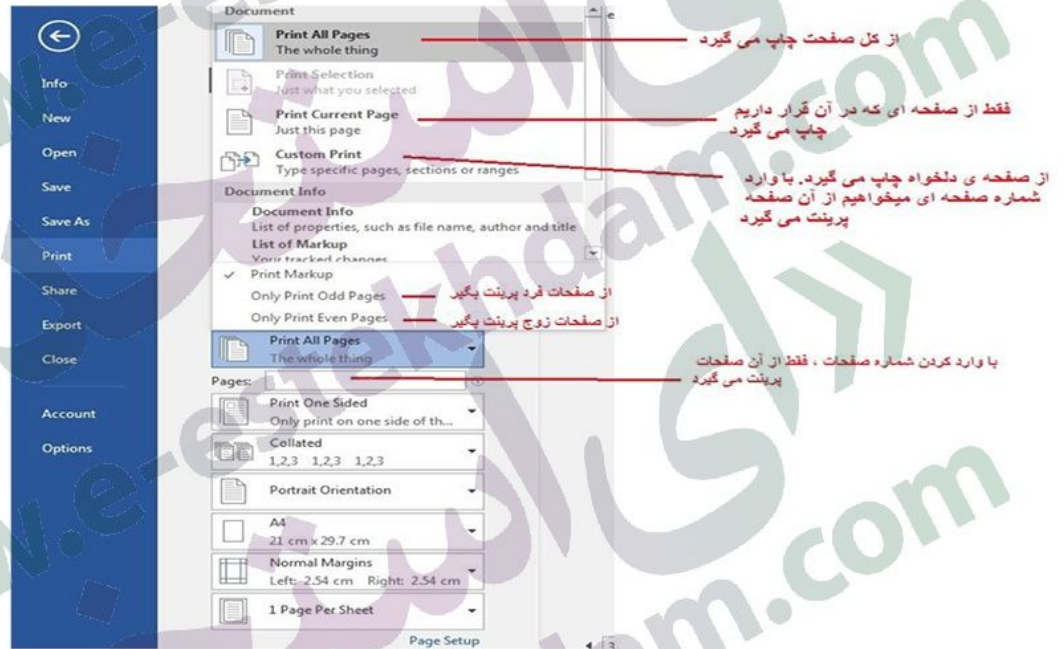 Document
Print All Pages
The whole thing
از کل صفحت چاپ می گیرد
Print Selection
Just what you selected
Print Current Page
Just this page
فقط از صفحه ای که در آن قرار داریم
چاپ می گیرد
Custom Print
Type specific pages, sections or ranges
از صفحه ی دلخواه چاپ می گیرد. با وارد
شماره صفحه ای میخواهیم از آن صفحه
پرینت می گیرد
Document Info
Document Info
List of properties, such as file name, author and title
List of Markup
Your tracked changes
Print Markup
Only Print Odd Pages
از صفحات فرد پرینت بگیر
Only Print Even Pages
از صفحات زوج پرینت بگیر
Print All Pages
The whole thing
Pages:
با وارد کردن شماره صفحات ، فقط از آن صفحات
پرینت می گیرد
Print One Sided
Only print on one side of th...
Collated
1,2,3 1,2,3 1,2,3
Portrait Orientation
A4
21 cm x 29.7 cm
Normal Margins
Left: 2.54 cm Right: 2.54 cm
1 Page Per Sheet
Page Setup
3
Info
New
Open
Save
Save As
Print
Share
Export
Close
Account
Options